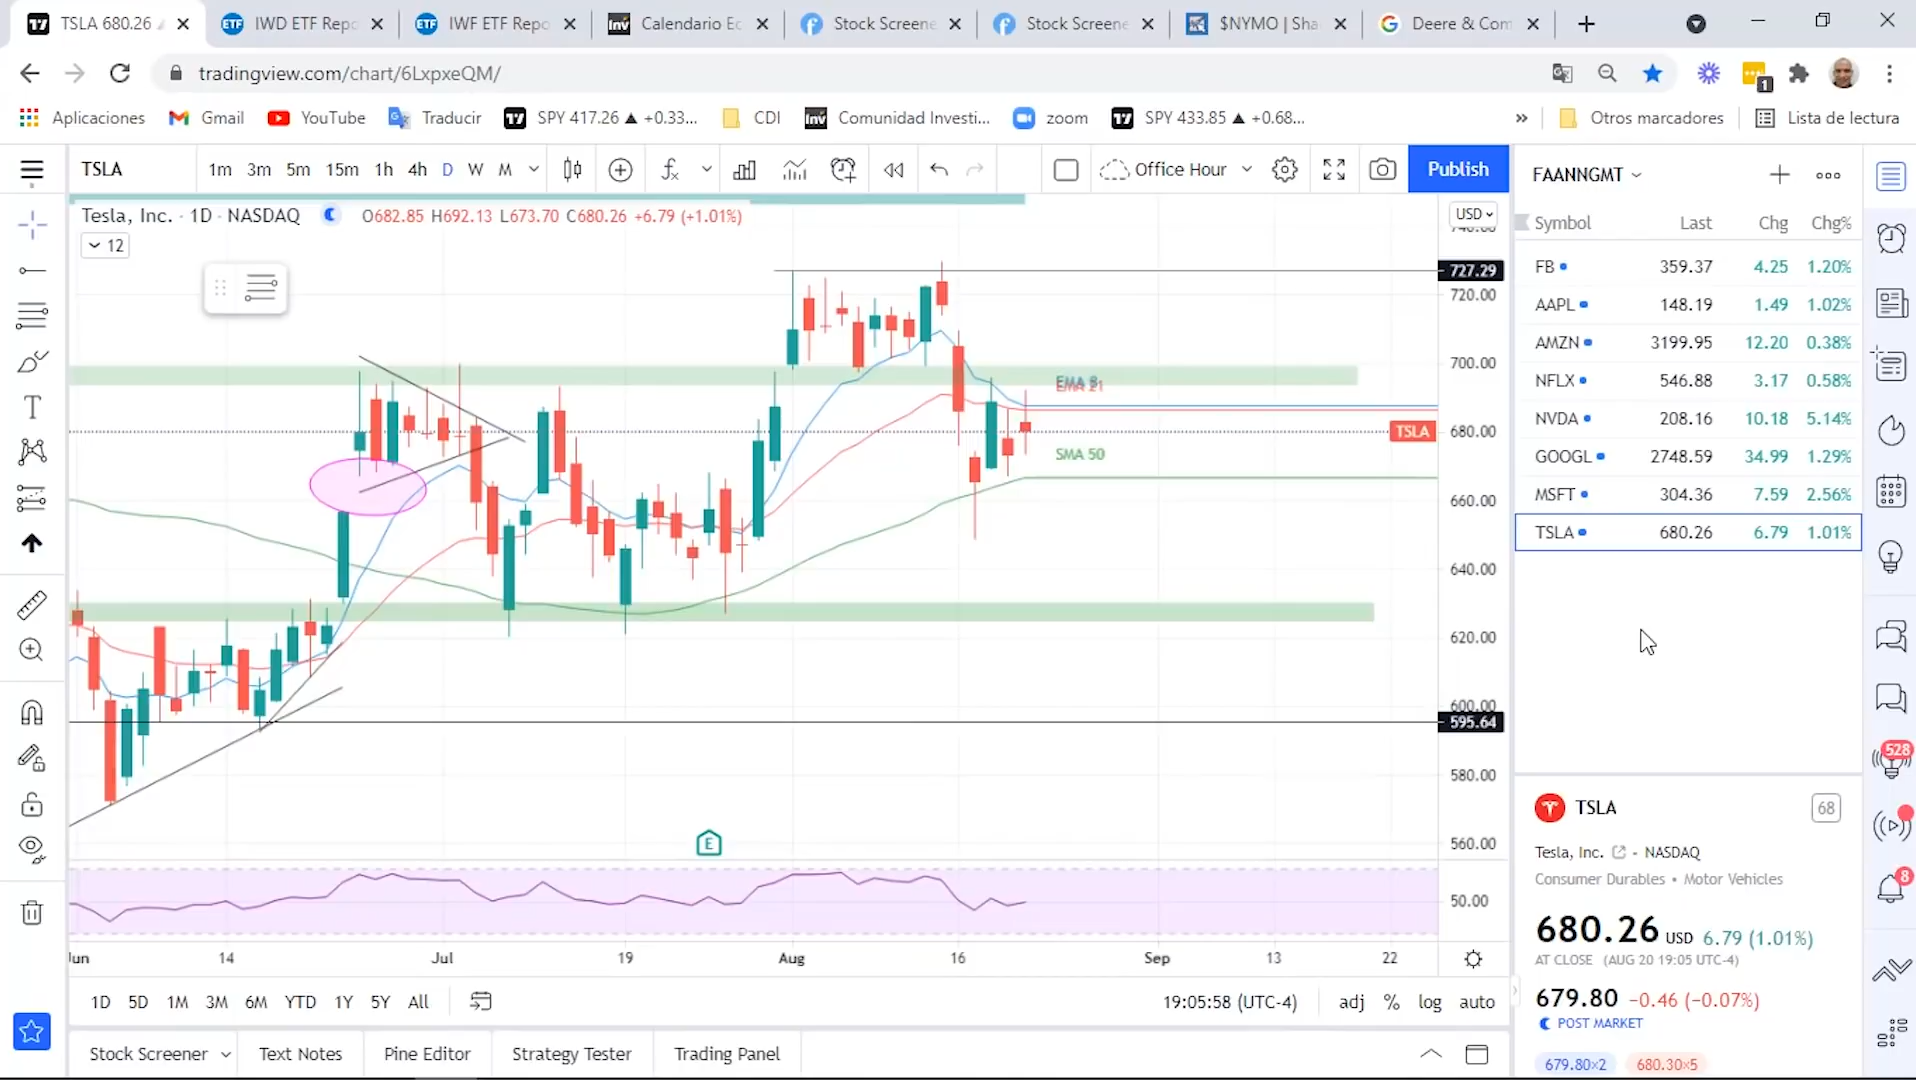 TSLA 680.26
IWD ETF Repo
IWF ETF Repo
Calendario Ec
Stock Screene
Stock Screene
$NYMO | Sha
Deere & Com
tradingview.com/chart/6LxpxeQM/
1
Aplicaciones
Gmail
YouTube
Traducir
SPY 417.26 ▲ +0.33...
CDI
Comunidad Investi...
zoom
SPY 433.85 ▲ +0.68...
»
Otros marcadores
Lista de lectura
TSLA
1m 3m 5m 15m 1h 4h D W M
Office Hour
Publish
FAANNGMT
Tesla, Inc. · 1D · NASDAQ
O682.85 H692.13 L673.70 C680.26 +6.79 (+1.01%)
12
USD
Symbol Last Chg Chg%
FB 359.37 4.25 1.20%
AAPL 148.19 1.49 1.02%
AMZN 3199.95 12.20 0.38%
NFLX 546.88 3.17 0.58%
NVDA 208.16 10.18 5.14%
GOOGL 2748.59 34.99 1.29%
MSFT 304.36 7.59 2.56%
TSLA 680.26 6.79 1.01%
740.00
727.29
720.00
700.00
EMA 8
EMA 21
TSLA
680.00
SMA 50
660.00
640.00
620.00
600.00
595.64
580.00
E
560.00
50.00
Jun 14 Jul 19 Aug 16 Sep 13 22
1D 5D 1M 3M 6M YTD 1Y 5Y All
19:05:58 (UTC-4)
adj % log auto
Stock Screener
Text Notes
Pine Editor
Strategy Tester
Trading Panel
TSLA
68
Tesla, Inc. - NASDAQ
Consumer Durables • Motor Vehicles
680.26 USD 6.79 (1.01%)
AT CLOSE (AUG 20 19:05 UTC-4)
679.80 −0.46 (−0.07%)
POST MARKET
679.80×2
680.30×5
528
8